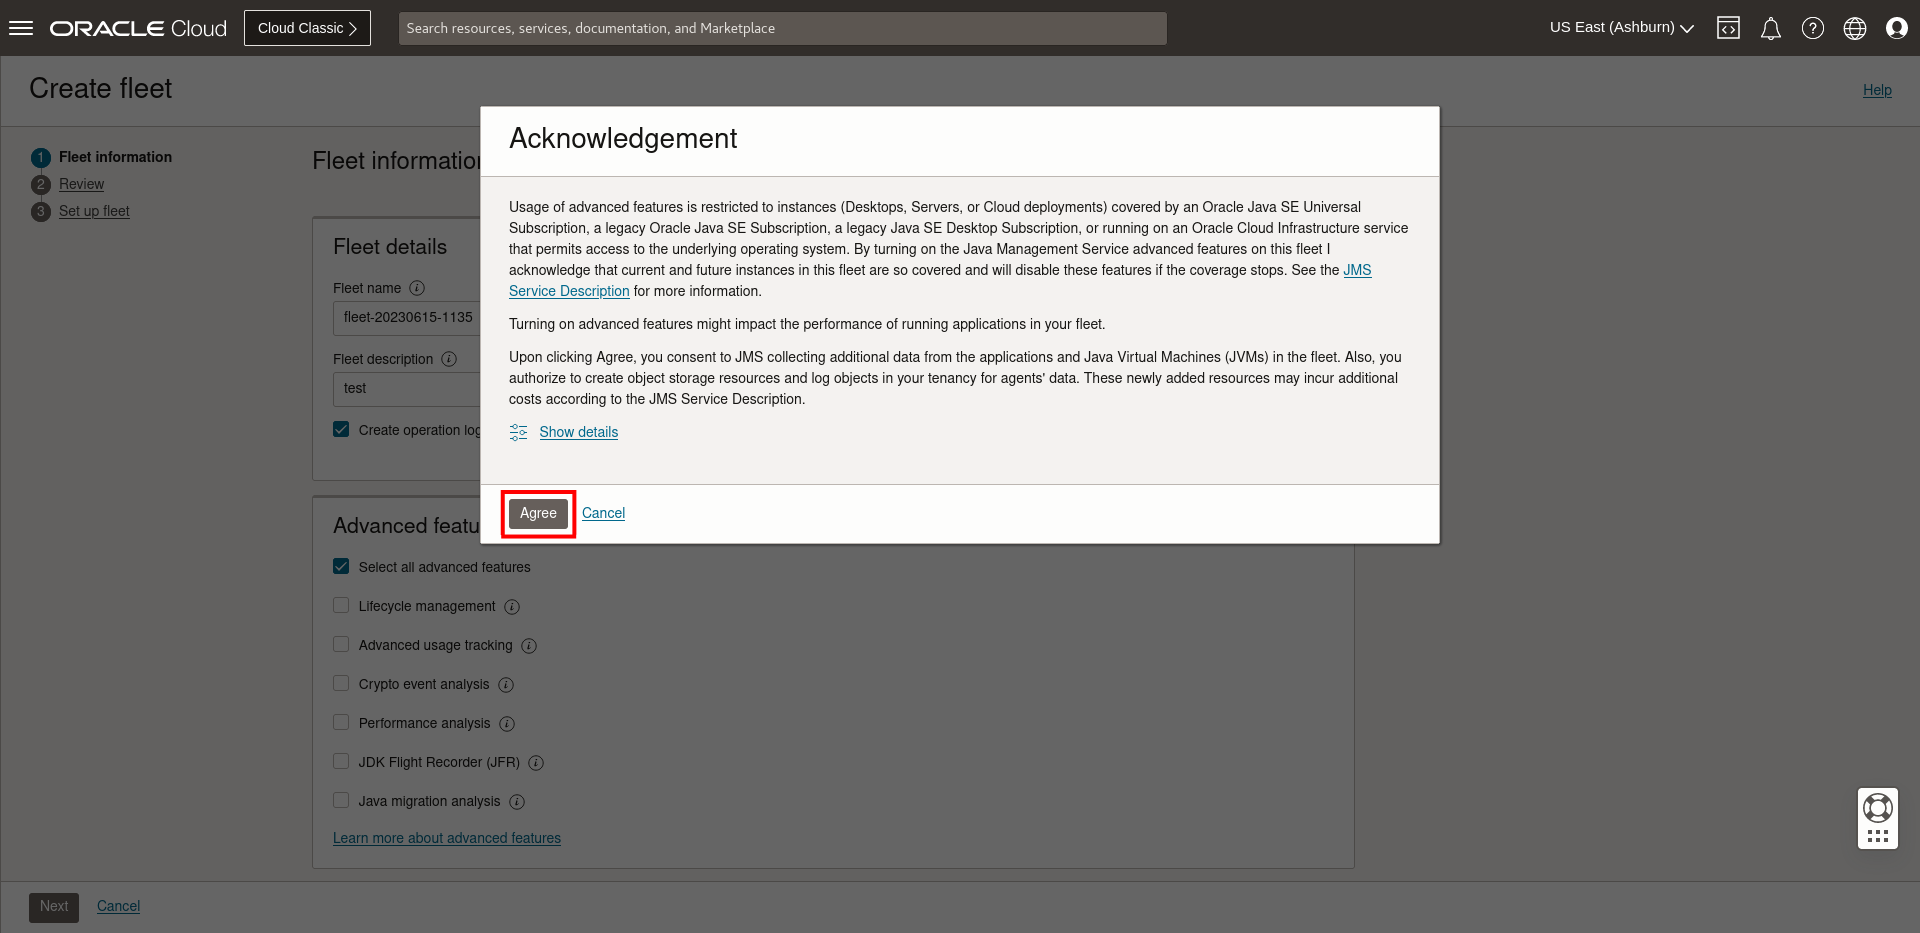 ORACLE Cloud
Cloud Classic
Search resources, services, documentation, and Marketplace
US East (Ashburn)
Create fleet
Help
1 Fleet information
2 Review
3 Set up fleet
Fleet information
Fleet details
Fleet name
fleet-20230615-1135
Fleet description
test
Create operation log
Acknowledgement
Usage of advanced features is restricted to instances (Desktops, Servers, or Cloud deployments) covered by an Oracle Java SE Universal
Subscription, a legacy Oracle Java SE Subscription, a legacy Java SE Desktop Subscription, or running on an Oracle Cloud Infrastructure service
that permits access to the underlying operating system. By turning on the Java Management Service advanced features on this fleet I
acknowledge that current and future instances in this fleet are so covered and will disable these features if the coverage stops. See the JMS
Service Description for more information.
Turning on advanced features might impact the performance of running applications in your fleet.
Upon clicking Agree, you consent to JMS collecting additional data from the applications and Java Virtual Machines (JVMs) in the fleet. Also, you
authorize to create object storage resources and log objects in your tenancy for agents' data. These newly added resources may incur additional
costs according to the JMS Service Description.
Show details
Agree
Cancel
Advanced featu
Select all advanced features
Lifecycle management
Advanced usage tracking
Crypto event analysis
Performance analysis
JDK Flight Recorder (JFR)
Java migration analysis
Learn more about advanced features
Next
Cancel